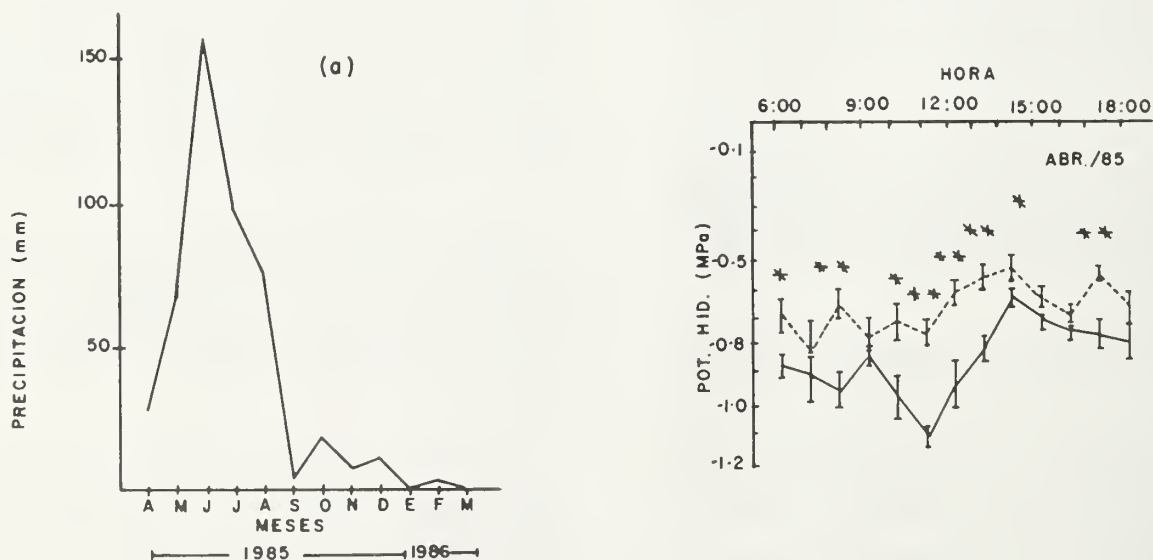 150
100
50
PRECIPITACION (mm)
(a)
A M J J A S O N D E F M
MESES
1985 1986
HORA
6:00 9:00 12:00 15:00 18:00
ABR./85
-0.1
-0.5
-0.8
-1.0
-1.2
POT. HID. (MPa)